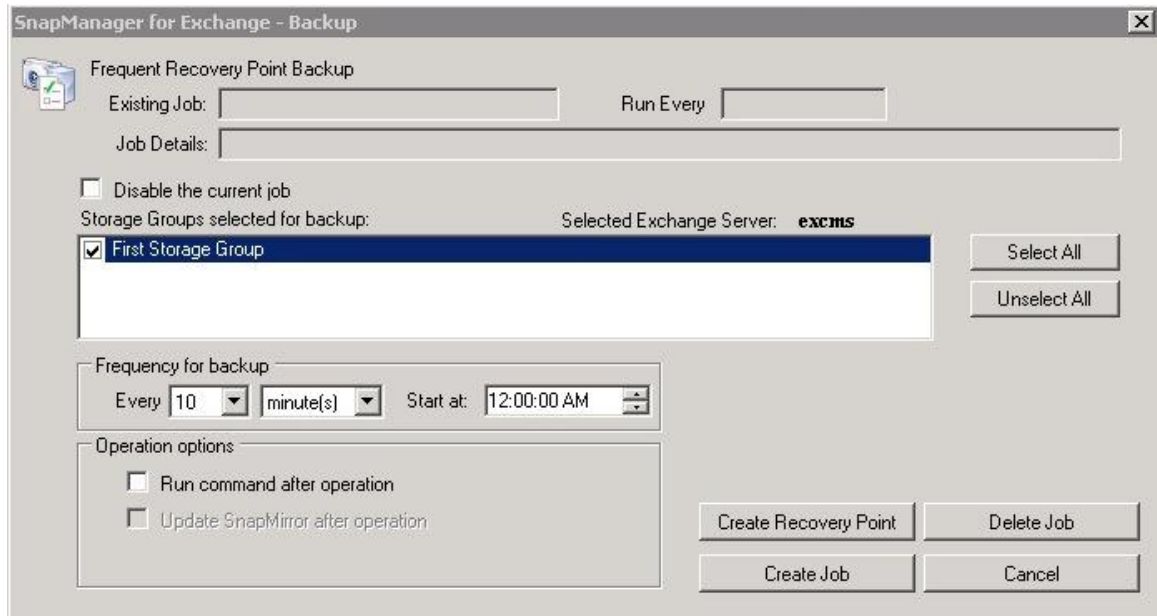 SnapManager for Exchange - Backup
Frequent Recovery Point Backup
Existing Job: Run Every
Job Details:
Disable the current job
Storage Groups selected for backup: Selected Exchange Server: excms
First Storage Group
Select All
Unselect All
Frequency for backup
Every 10 minute(s) Start at: 12:00:00 AM
Operation options
Run command after operation
Update SnapMirror after operation
Create Recovery Point Delete Job
Create Job Cancel